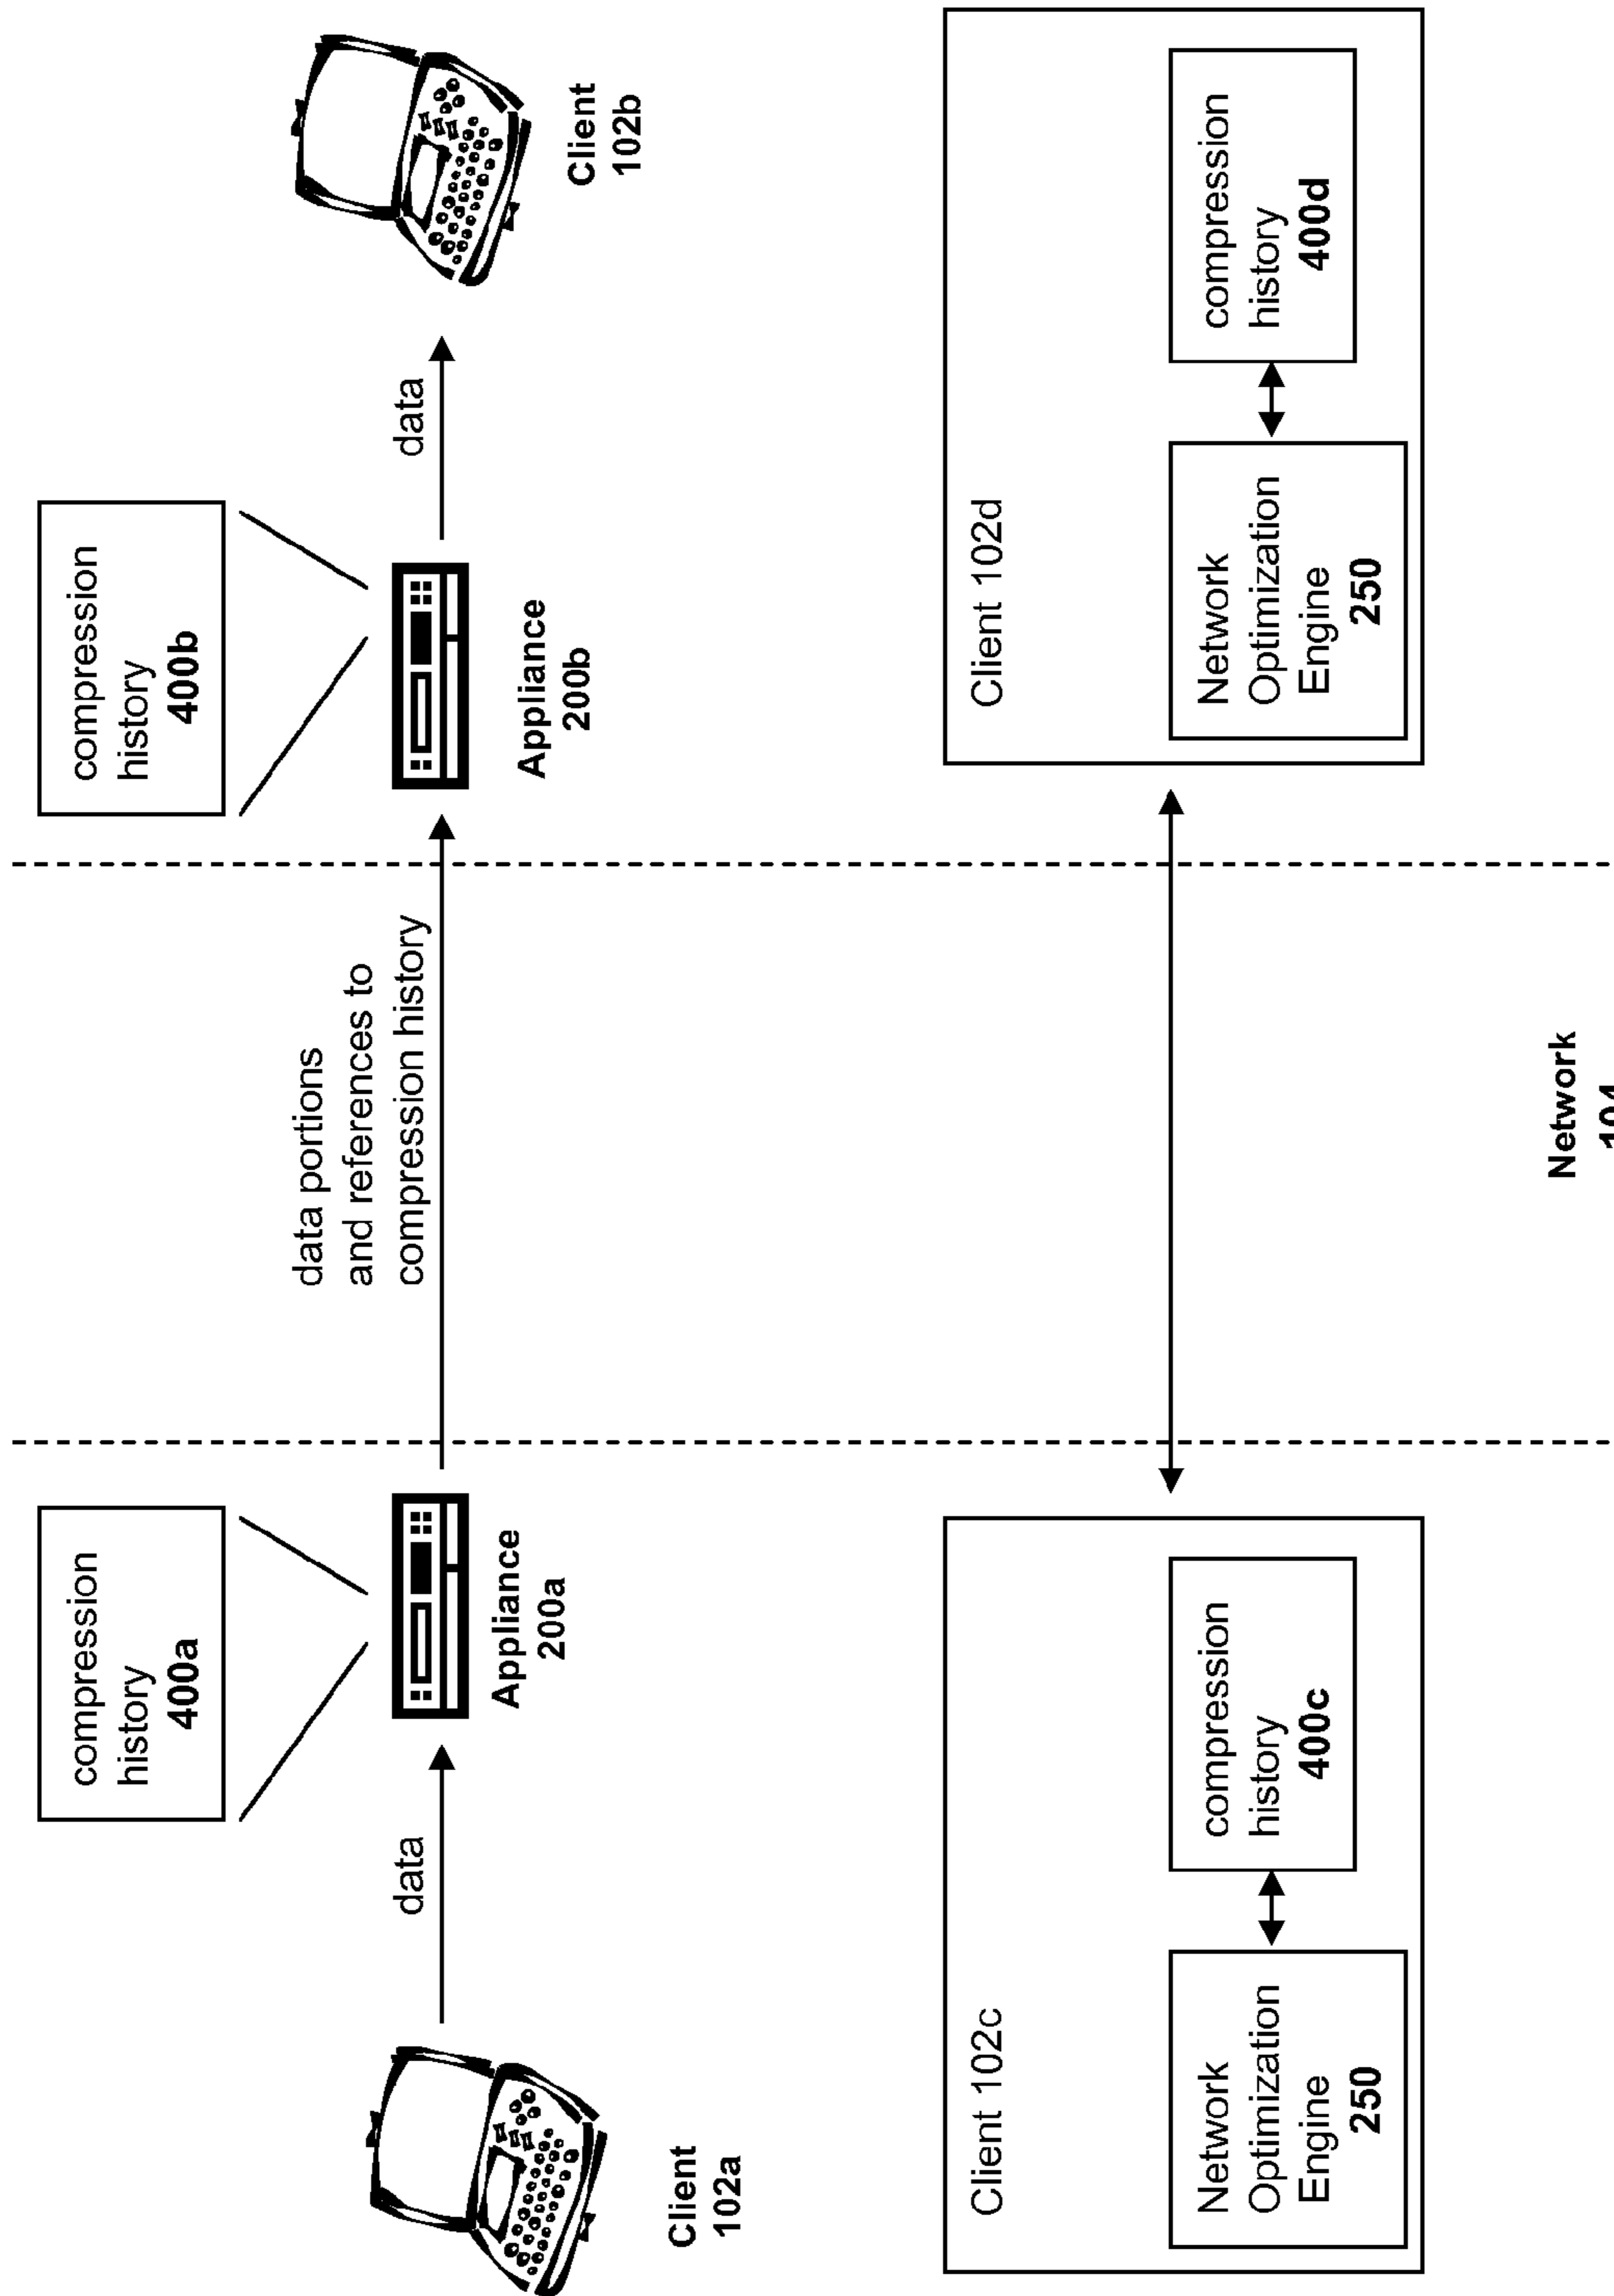 compression
history
400a
compression
history
400b
data
data portions
and references to
compression history
data
Client
102a
Appliance
200a
Appliance
200b
Client
102b
Client 102c
Network
Optimization
Engine
250
compression
history
400c
Client 102d
Network
Optimization
Engine
250
compression
history
400d
Network